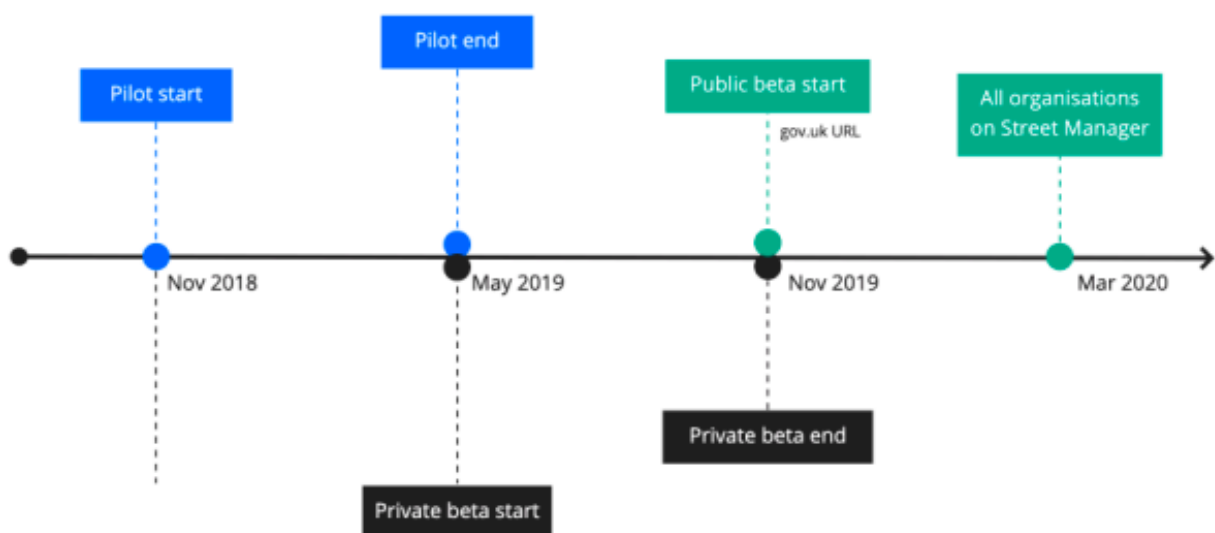 Pilot start
Pilot end
Public beta start
gov.uk URL
All organisations
on Street Manager
Nov 2018
May 2019
Nov 2019
Mar 2020
Private beta end
Private beta start